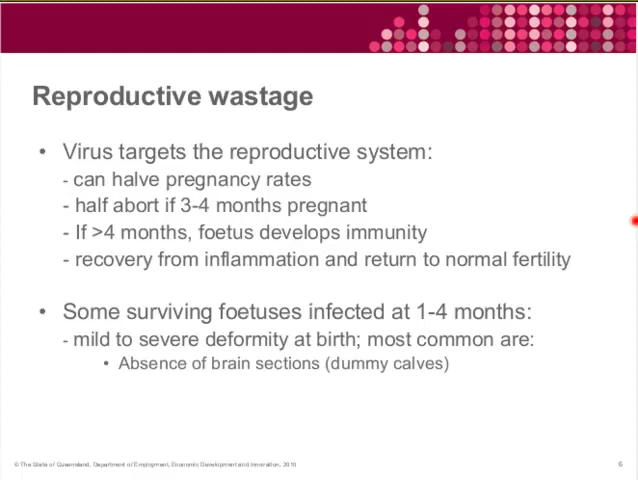 Reproductive wastage
• Virus targets the reproductive system:
- can halve pregnancy rates
- half abort if 3-4 months pregnant
- If >4 months, foetus develops immunity
- recovery from inflammation and return to normal fertility
• Some surviving foetuses infected at 1-4 months:
- mild to severe deformity at birth; most common are:
• Absence of brain sections (dummy calves)
© The State of Queensland, Department of Employment, Economic Development and Innovation, 2010
6